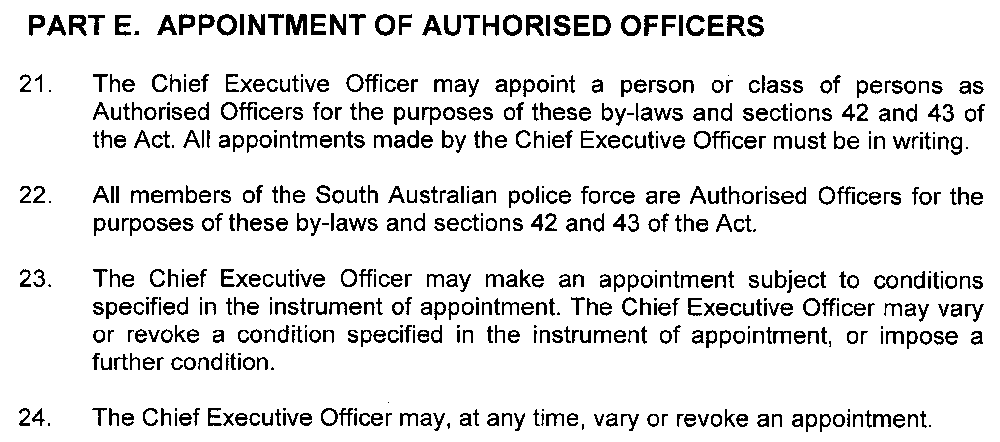 PART E. APPOINTMENT OF AUTHORISED OFFICERS
21. The Chief Executive Officer may appoint a person or class of persons as
Authorised Officers for the purposes of these by-laws and sections 42 and 43 of
the Act. All appointments made by the Chief Executive Officer must be in writing.
22. All members of the South Australian police force are Authorised Officers for the
purposes of these by-laws and sections 42 and 43 of the Act.
23. The Chief Executive Officer may make an appointment subject to conditions
specified in the instrument of appointment. The Chief Executive Officer may vary
or revoke a condition specified in the instrument of appointment, or impose a
further condition.
24. The Chief Executive Officer may, at any time, vary or revoke an appointment.